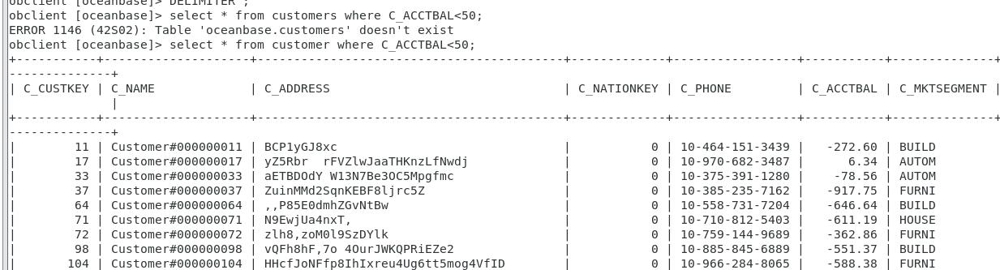 obclient [oceanbase]> DELIMITER ;
obclient [oceanbase]> select * from customers where C_ACCTBAL<50;
ERROR 1146 (42S02): Table 'oceanbase.customers' doesn't exist
obclient [oceanbase]> select * from customer where C_ACCTBAL<50;
+-----------+--------------------+------------------------------------------+-------------+-----------------+-----------+--------------+
--------------+
| C_CUSTKEY | C_NAME             | C_ADDRESS                                | C_NATIONKEY | C_PHONE         | C_ACCTBAL | C_MKTSEGMENT |
              |
+-----------+--------------------+------------------------------------------+-------------+-----------------+-----------+--------------+
--------------+
|        11 | Customer#000000011 | BCP1yGJ8xc                               |           0 | 10-464-151-3439 |   -272.60 | BUILD
|        17 | Customer#000000017 | yZ5Rbr  rFVZlwJaaTHKnzLfNwdj             |           0 | 10-970-682-3487 |      6.34 | AUTOM
|        33 | Customer#000000033 | aETBDOdY W13N7Be3OC5Mpgfmc               |           0 | 10-375-391-1280 |    -78.56 | AUTOM
|        37 | Customer#000000037 | ZuinMMd2SqnKEBF8ljrc5Z                   |           0 | 10-385-235-7162 |   -917.75 | FURNI
|        64 | Customer#000000064 | ,,P85E0dmhZGvNtBw                        |           0 | 10-558-731-7204 |   -646.64 | BUILD
|        71 | Customer#000000071 | N9EwjUa4nxT,                             |           0 | 10-710-812-5403 |   -611.19 | HOUSE
|        72 | Customer#000000072 | zlh8,zoM0l9SzDYlk                        |           0 | 10-759-144-9689 |   -362.86 | FURNI
|        98 | Customer#000000098 | vQFh8hF,7o 4OurJWKQPRiEZe2               |           0 | 10-885-845-6889 |   -551.37 | BUILD
|       104 | Customer#000000104 | HHcfJoNFfp8IhIxreu4Ug6tt5mog4VfID        |           0 | 10-966-284-8065 |   -588.38 | FURNI